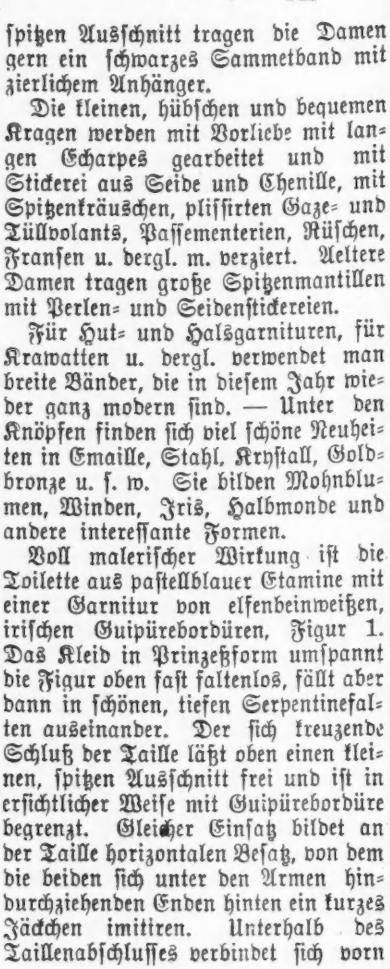 spitzen Ausschnitt tragen die Damen
gern ein schwarzes Sammetband mit
zierlichem Anhänger.
Die kleinen, hübschen und bequemen
Kragen werden mit Vorliebe mit lan-
gen Echarpes gearbeitet und mit
Stickerei aus Seide und Chenille, mit
Spitzenkräuschen, plissirten Gaze- und
Tüllvolants, Passementerien, Rüschen,
Fransen u. dergl. m. verziert. Aeltere
Damen tragen große Spitzenmantillen
mit Perlen- und Seidenstickereien.
Für Hut- und Halsgarnituren, für
Krawatten u. dergl. verwendet man
breite Bänder, die in diesem Jahr wie-
der ganz modern sind. — Unter den
Knöpfen finden sich viel schöne Neuhei-
ten in Emaille, Stahl, Krystall, Gold-
bronze u. s. w. Sie bilden Mohnblu-
men, Winden, Iris, Halbmonde und
andere interessante Formen.
Voll malerischer Wirkung ist die
Toilette aus pastellblauer Etamine mit
einer Garnitur von elfenbeinweißen,
irischen Guipürebordüren, Figur 1.
Das Kleid in Prinzeßform umspannt
die Figur oben fast faltenlos, fällt aber
dann in schönen, tiefen Serpentinefal-
ten auseinander. Der sich kreuzende
Schluß der Taille läßt oben einen klei-
nen, spitzen Ausschnitt frei und ist in
ersichtlicher Weise mit Guipürebordüre
begrenzt. Gleicher Einsatz bildet an
der Taille horizontalen Besatz, von dem
die beiden sich unter den Armen hin-
durchziehenden Enden hinten ein kurzes
Jäckchen imitiren. Unterhalb des
Taillenabschlusses verbindet sich vorn